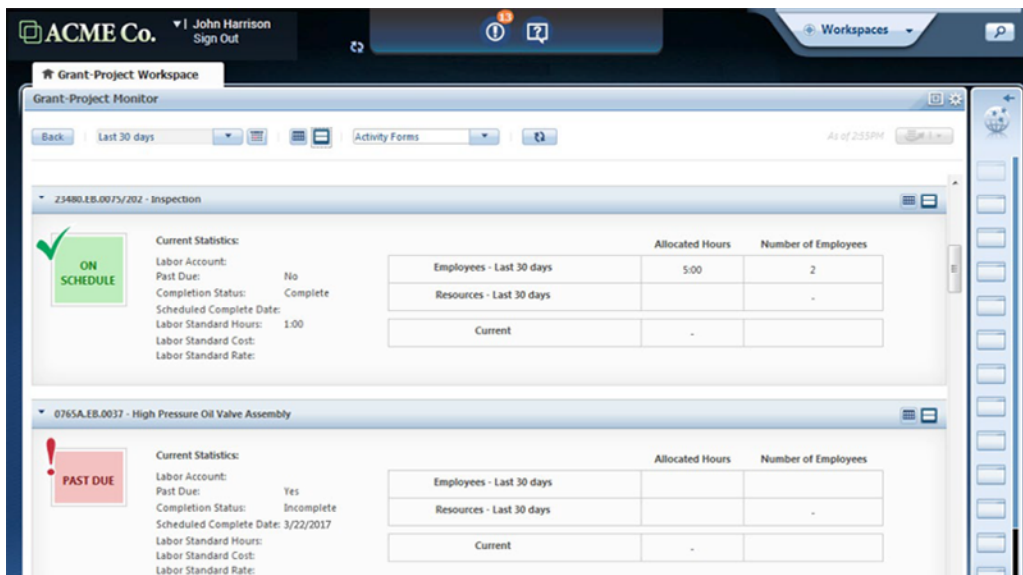 ACME Co.
John Harrison
Sign Out
13
Workspaces
Grant-Project Workspace
Grant-Project Monitor
Back
Last 30 days
Activity Forms
As of 2:55PM
23480.EB.0075/202 - Inspection
ON
SCHEDULE
Current Statistics:
Labor Account:
Past Due: No
Completion Status: Complete
Scheduled Complete Date:
Labor Standard Hours: 1:00
Labor Standard Cost:
Labor Standard Rate:
Allocated Hours Number of Employees
Employees - Last 30 days 5:00 2
Resources - Last 30 days -
Current -
0765A.EB.0037 - High Pressure Oil Valve Assembly
PAST DUE
Current Statistics:
Labor Account:
Past Due: Yes
Completion Status: Incomplete
Scheduled Complete Date: 3/22/2017
Labor Standard Hours:
Labor Standard Cost:
Labor Standard Rate:
Allocated Hours Number of Employees
Employees - Last 30 days
Resources - Last 30 days -
Current -